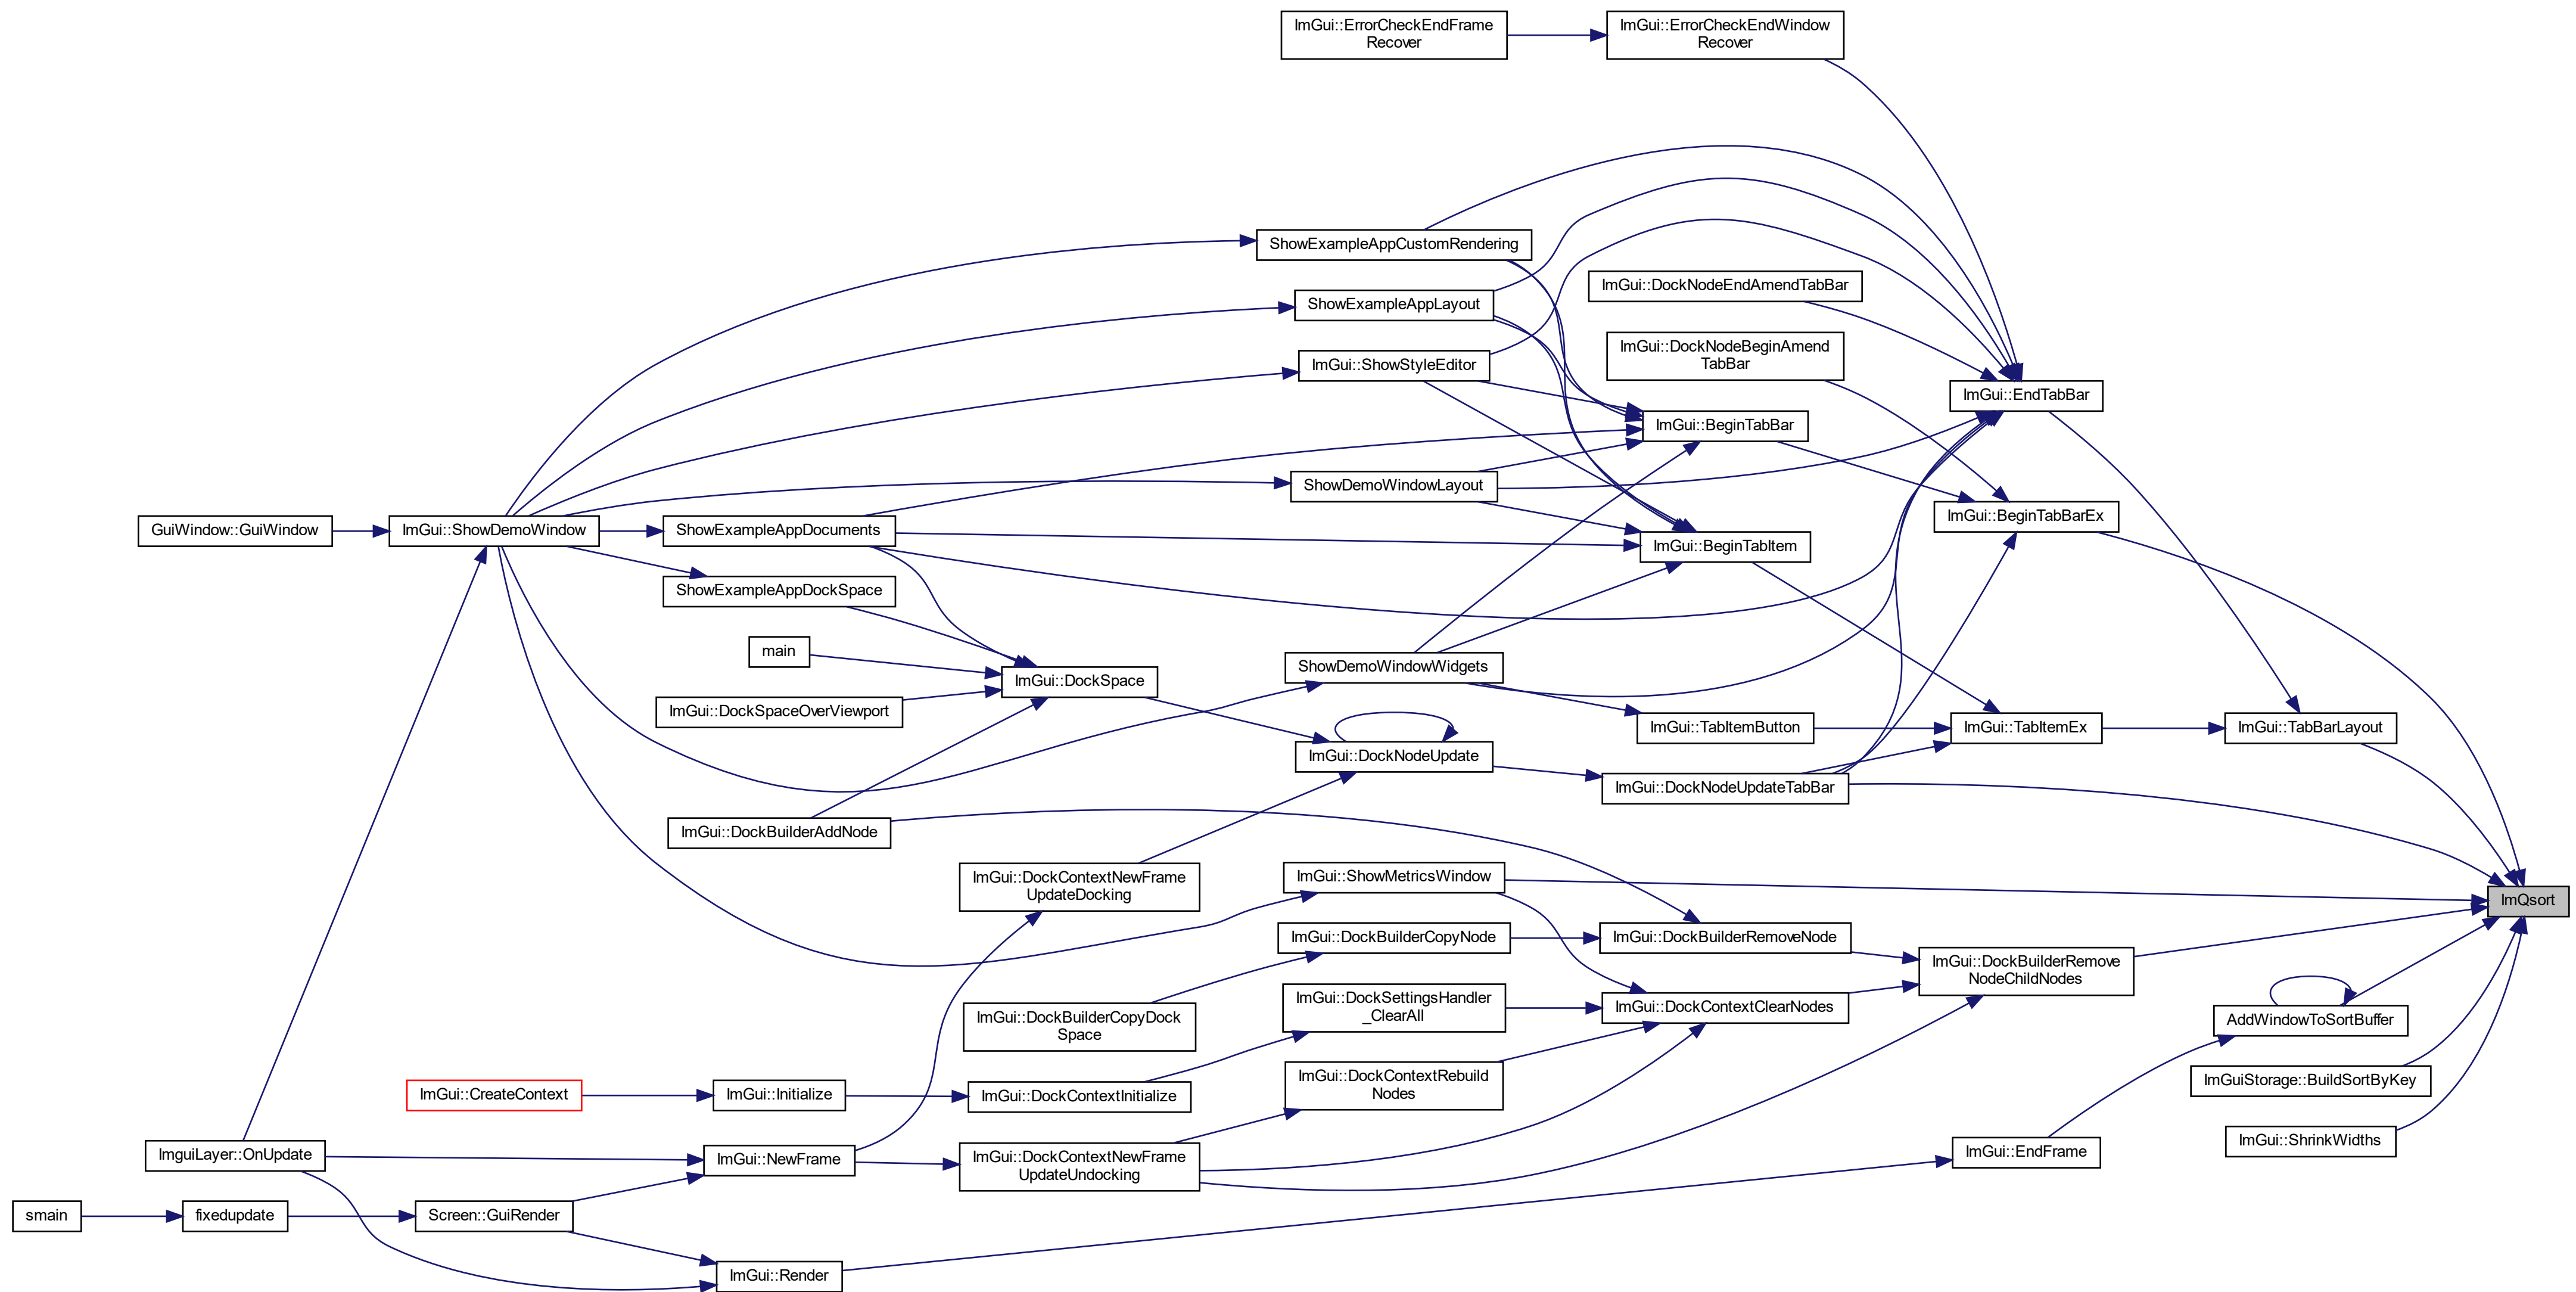 ImGui::ErrorCheckEndFrame
Recover
ImGui::ErrorCheckEndWindow
Recover
ShowExampleAppCustomRendering
ImGui::DockNodeEndAmendTabBar
ShowExampleAppLayout
ImGui::DockNodeBeginAmend
TabBar
ImGui::ShowStyleEditor
ImGui::EndTabBar
ImGui::BeginTabBar
ShowDemoWindowLayout
ImGui::BeginTabBarEx
GuiWindow::GuiWindow
ImGui::ShowDemoWindow
ShowExampleAppDocuments
ImGui::BeginTabItem
ShowExampleAppDockSpace
main
ShowDemoWindowWidgets
ImGui::DockSpace
ImGui::DockSpaceOverViewport
ImGui::TabItemButton
ImGui::TabItemEx
ImGui::TabBarLayout
ImGui::DockNodeUpdate
ImGui::DockNodeUpdateTabBar
ImGui::DockBuilderAddNode
ImGui::DockContextNewFrame
UpdateDocking
ImGui::ShowMetricsWindow
ImQsort
ImGui::DockBuilderCopyNode
ImGui::DockBuilderRemoveNode
ImGui::DockBuilderRemove
NodeChildNodes
ImGui::DockBuilderCopyDock
Space
ImGui::DockSettingsHandler
_ClearAll
ImGui::DockContextClearNodes
AddWindowToSortBuffer
ImGui::CreateContext
ImGui::Initialize
ImGui::DockContextInitialize
ImGui::DockContextRebuild
Nodes
ImGuiStorage::BuildSortByKey
ImguiLayer::OnUpdate
ImGui::NewFrame
ImGui::DockContextNewFrame
UpdateUndocking
ImGui::EndFrame
ImGui::ShrinkWidths
smain
fixedupdate
Screen::GuiRender
ImGui::Render